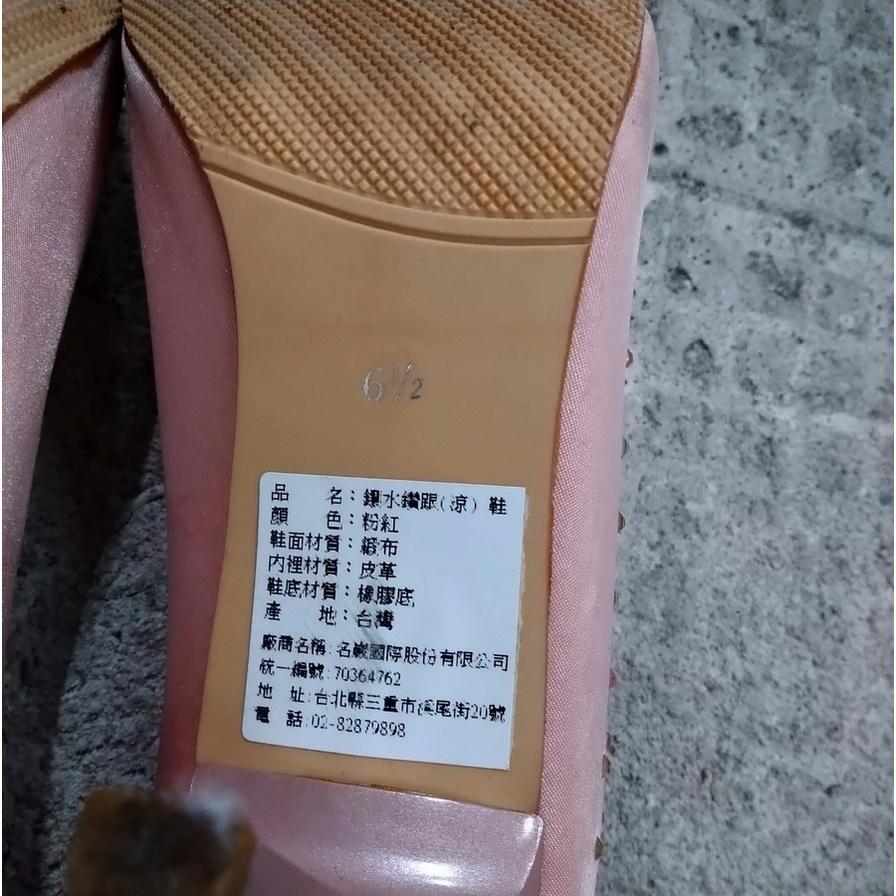 6 1/2
品 名：鑲水鑽跟(涼) 鞋
顏 色：粉紅
鞋面材質：緞布
內裡材質：皮革
鞋底材質：橡膠底
產 地：台灣
廠商名稱:名嚴國際股份有限公司
統一編號:70364762
地 址:台北縣三重市溪尾街20號
電 話:02-82879898